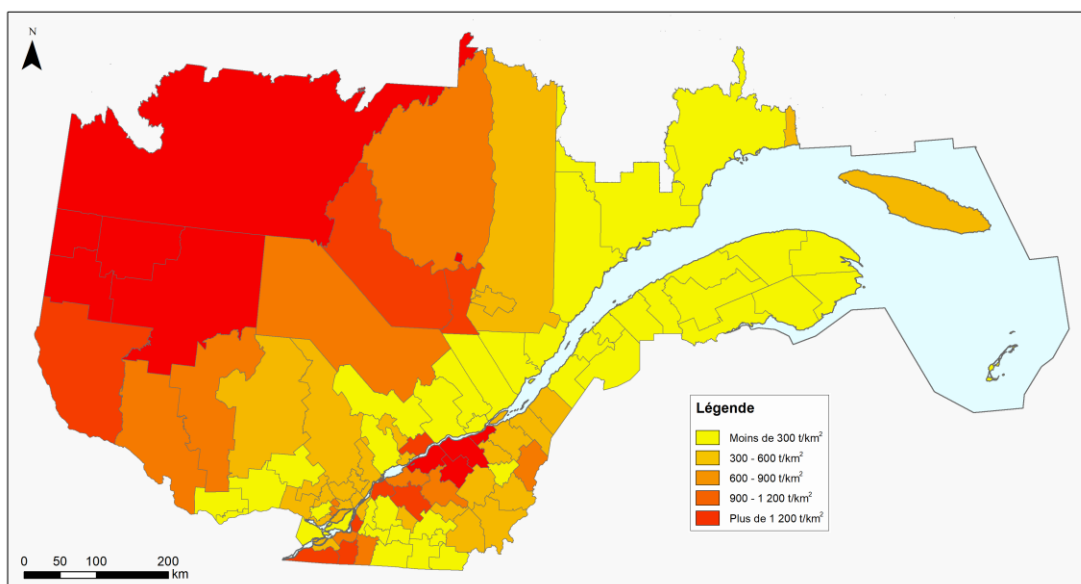 N
Légende
Moins de 300 t/km²
300 - 600 t/km²
600 - 900 t/km²
900 - 1 200 t/km²
Plus de 1 200 t/km²
0 50 100 200
km